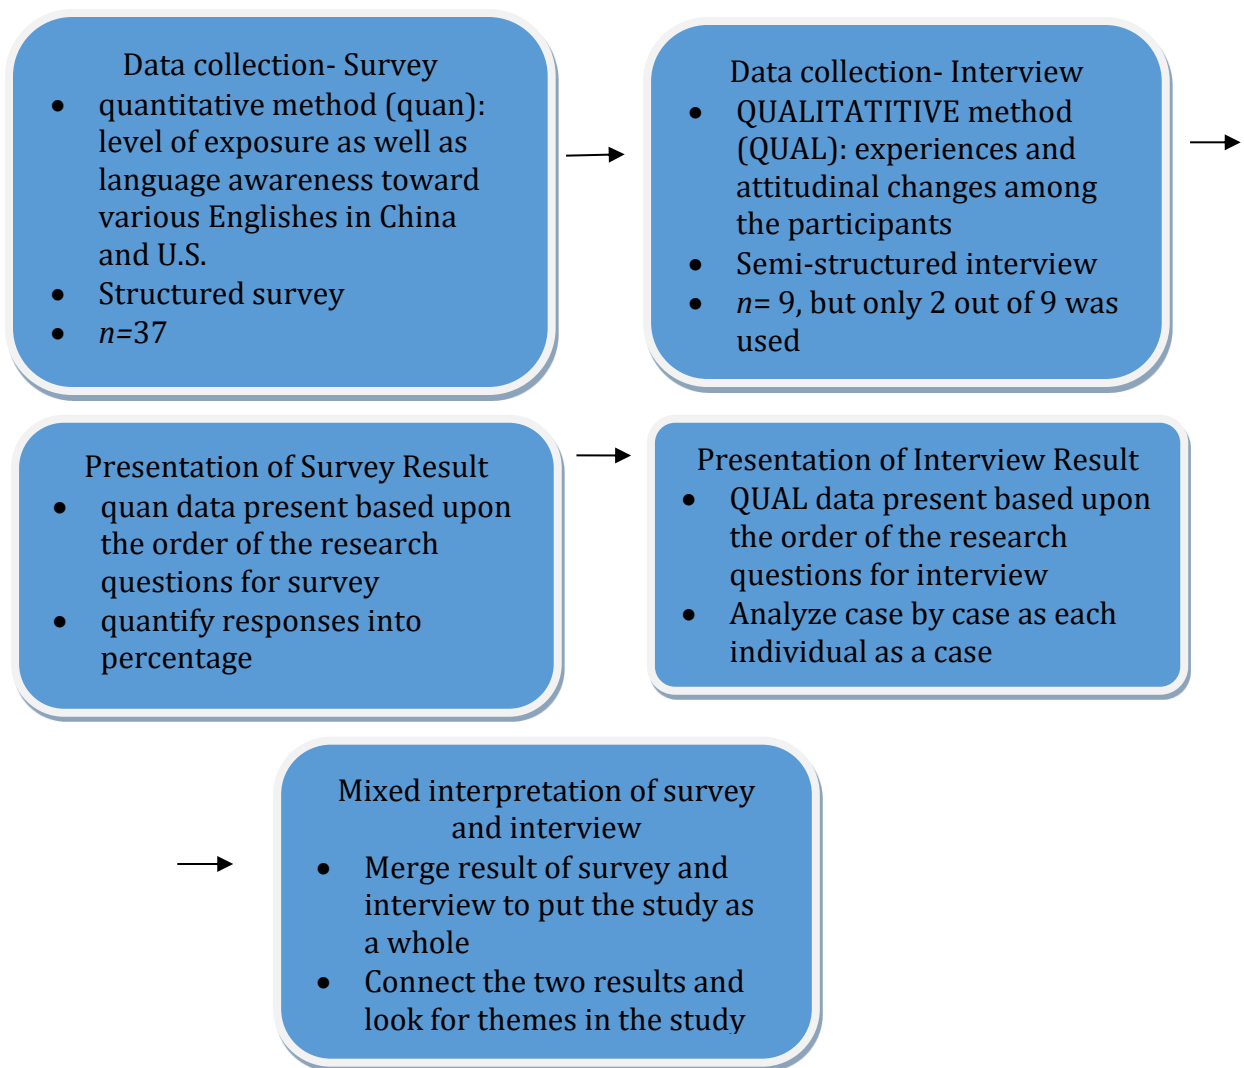 Data collection- Survey
• quantitative method (quan):
level of exposure as well as
language awareness toward
various Englishes in China
and U.S.
• Structured survey
• n=37
Data collection- Interview
• QUALITATITIVE method
(QUAL): experiences and
attitudinal changes among
the participants
• Semi-structured interview
• n= 9, but only 2 out of 9 was
used
Presentation of Survey Result
• quan data present based upon
the order of the research
questions for survey
• quantify responses into
percentage
Presentation of Interview Result
• QUAL data present based upon
the order of the research
questions for interview
• Analyze case by case as each
individual as a case
Mixed interpretation of survey
and interview
• Merge result of survey and
interview to put the study as
a whole
• Connect the two results and
look for themes in the study